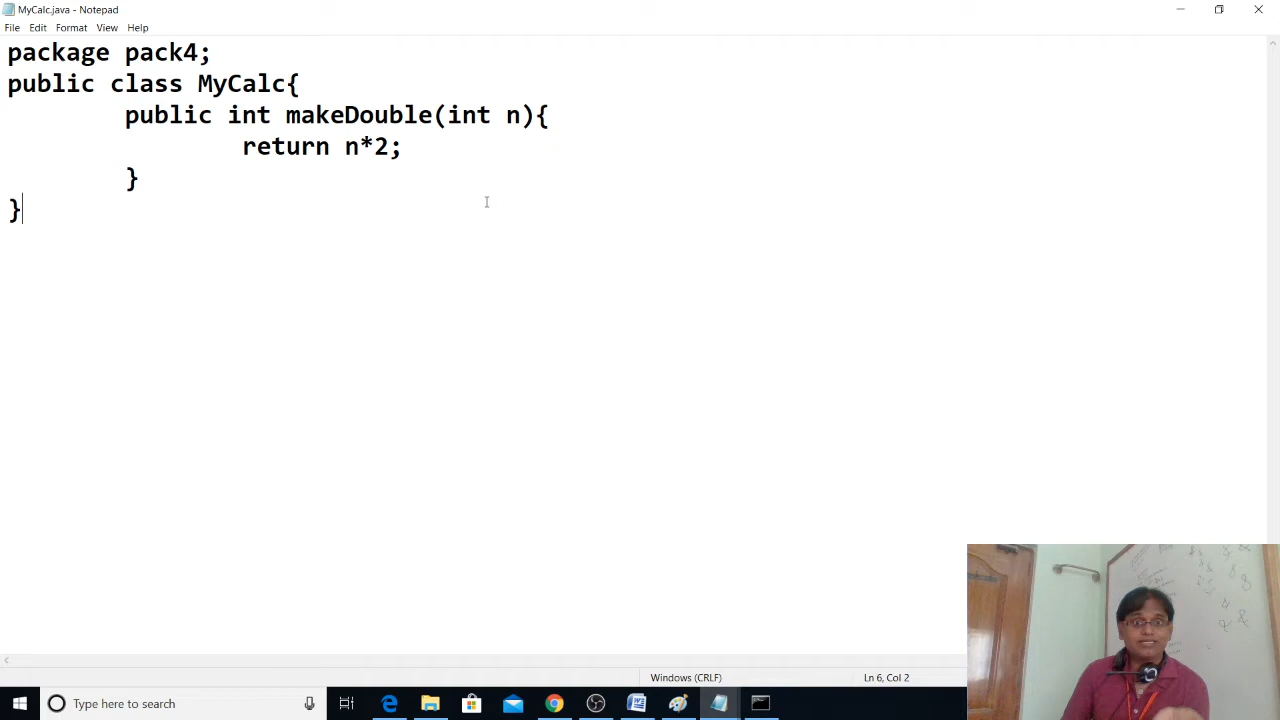 MyCalc.java - Notepad
File Edit Format View Help
package pack4;
public class MyCalc{
public int makeDouble(int n){
return n*2;
}
}
Windows (CRLF) Ln 6, Col 2
Type here to search